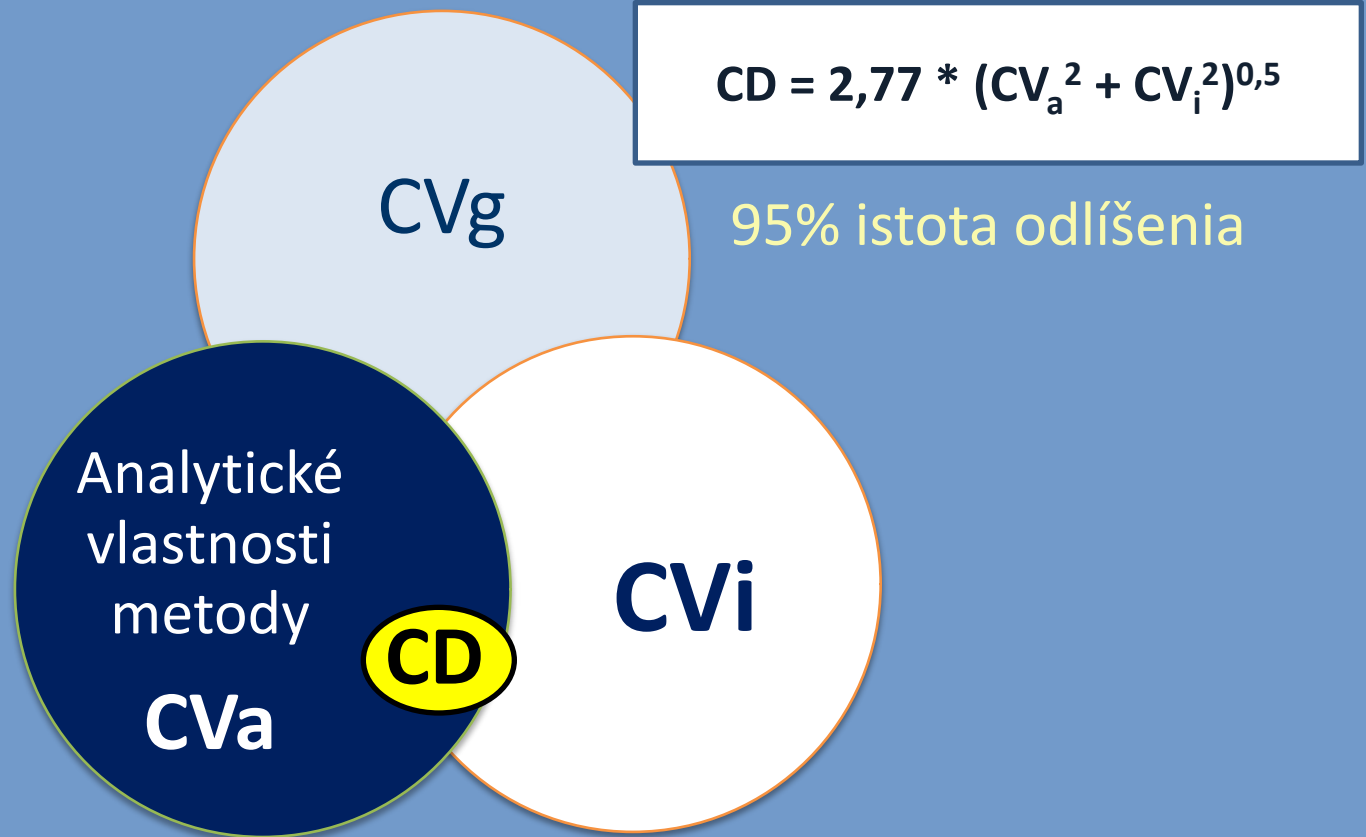 CD = 2,77 * (CVa² + CVi²)⁰,⁵
CVg
95% istota odlíšenia
Analytické
vlastnosti
metody
CVa
CD
CVi